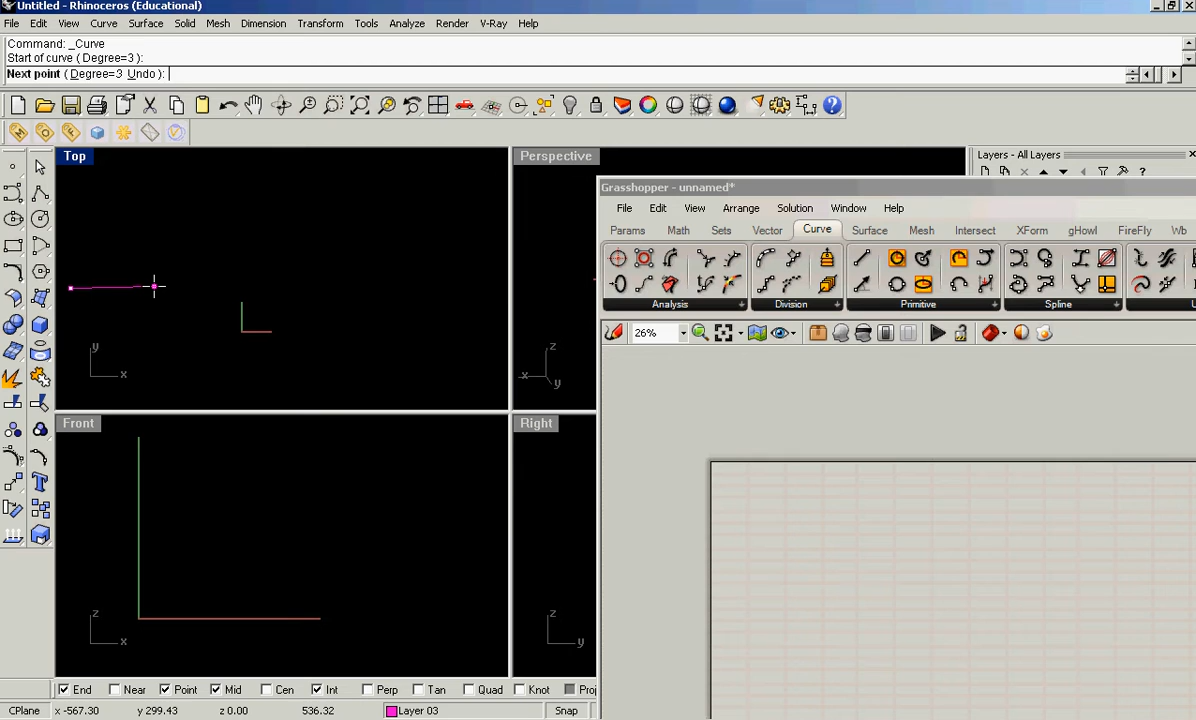 Untitled - Rhinoceros (Educational)
File Edit View Curve Surface Solid Mesh Dimension Transform Tools Analyze Render V-Ray Help
Command: _Curve
Start of curve ( Degree=3 ):
Next point ( Degree=3 Undo ):
Top
Perspective
Layers - All Layers
Grasshopper - unnamed*
File Edit View Arrange Solution Window Help
Params Math Sets Vector Curve Surface Mesh Intersect XForm gHowl FireFly Wb
Analysis Division Primitive Spline
26%
y
x
z
x
y
Front
Right
z
x
z
y
End Near Point Mid Cen Int Perp Tan Quad Knot Proj
CPlane x -567.30 y 299.43 z 0.00 536.32 Layer 03 Snap